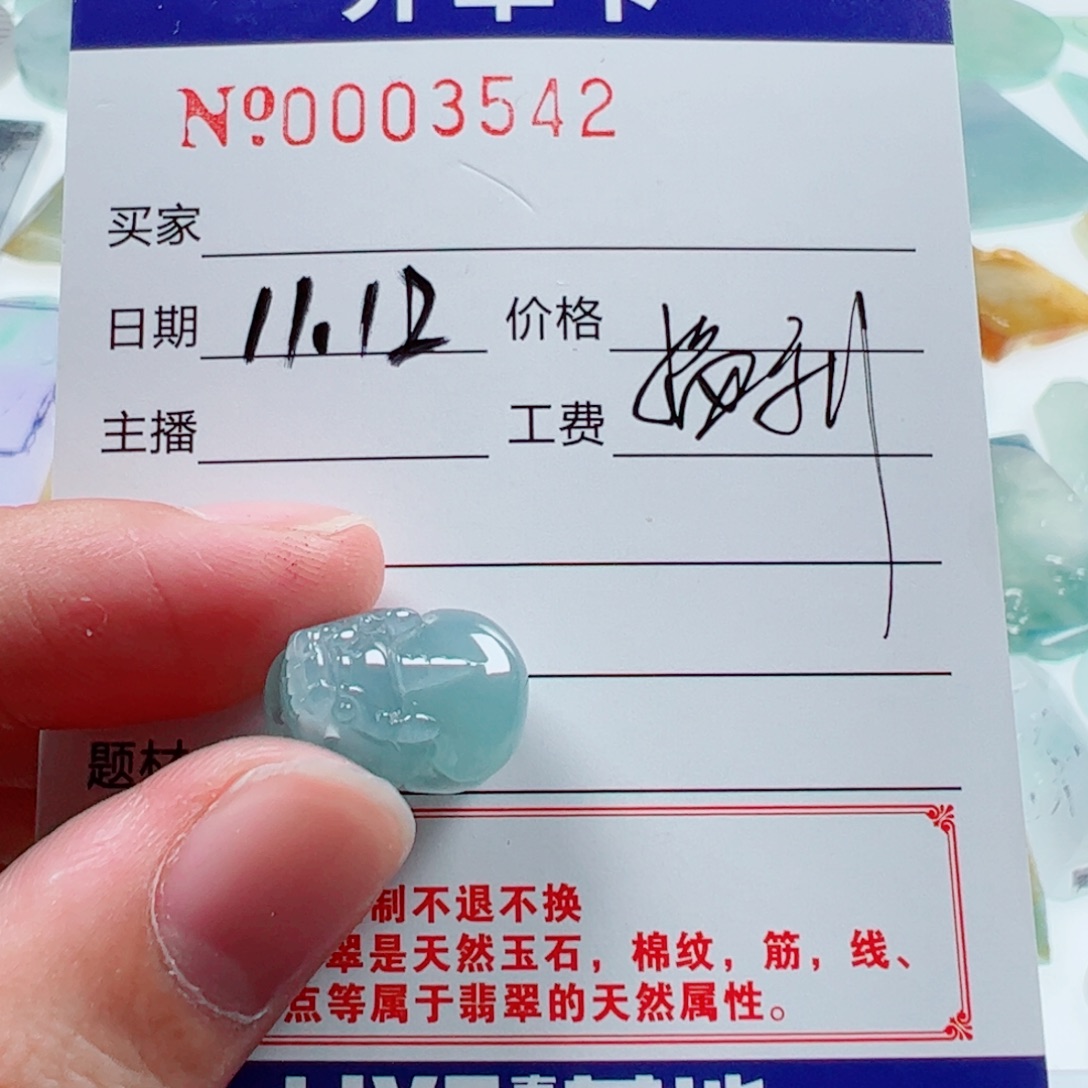 №0003542
买家
日期 11.12 价格
主播 工费
题材
制不退不换
翠是天然玉石，棉纹，筋，线、
点等属于翡翠的天然属性。